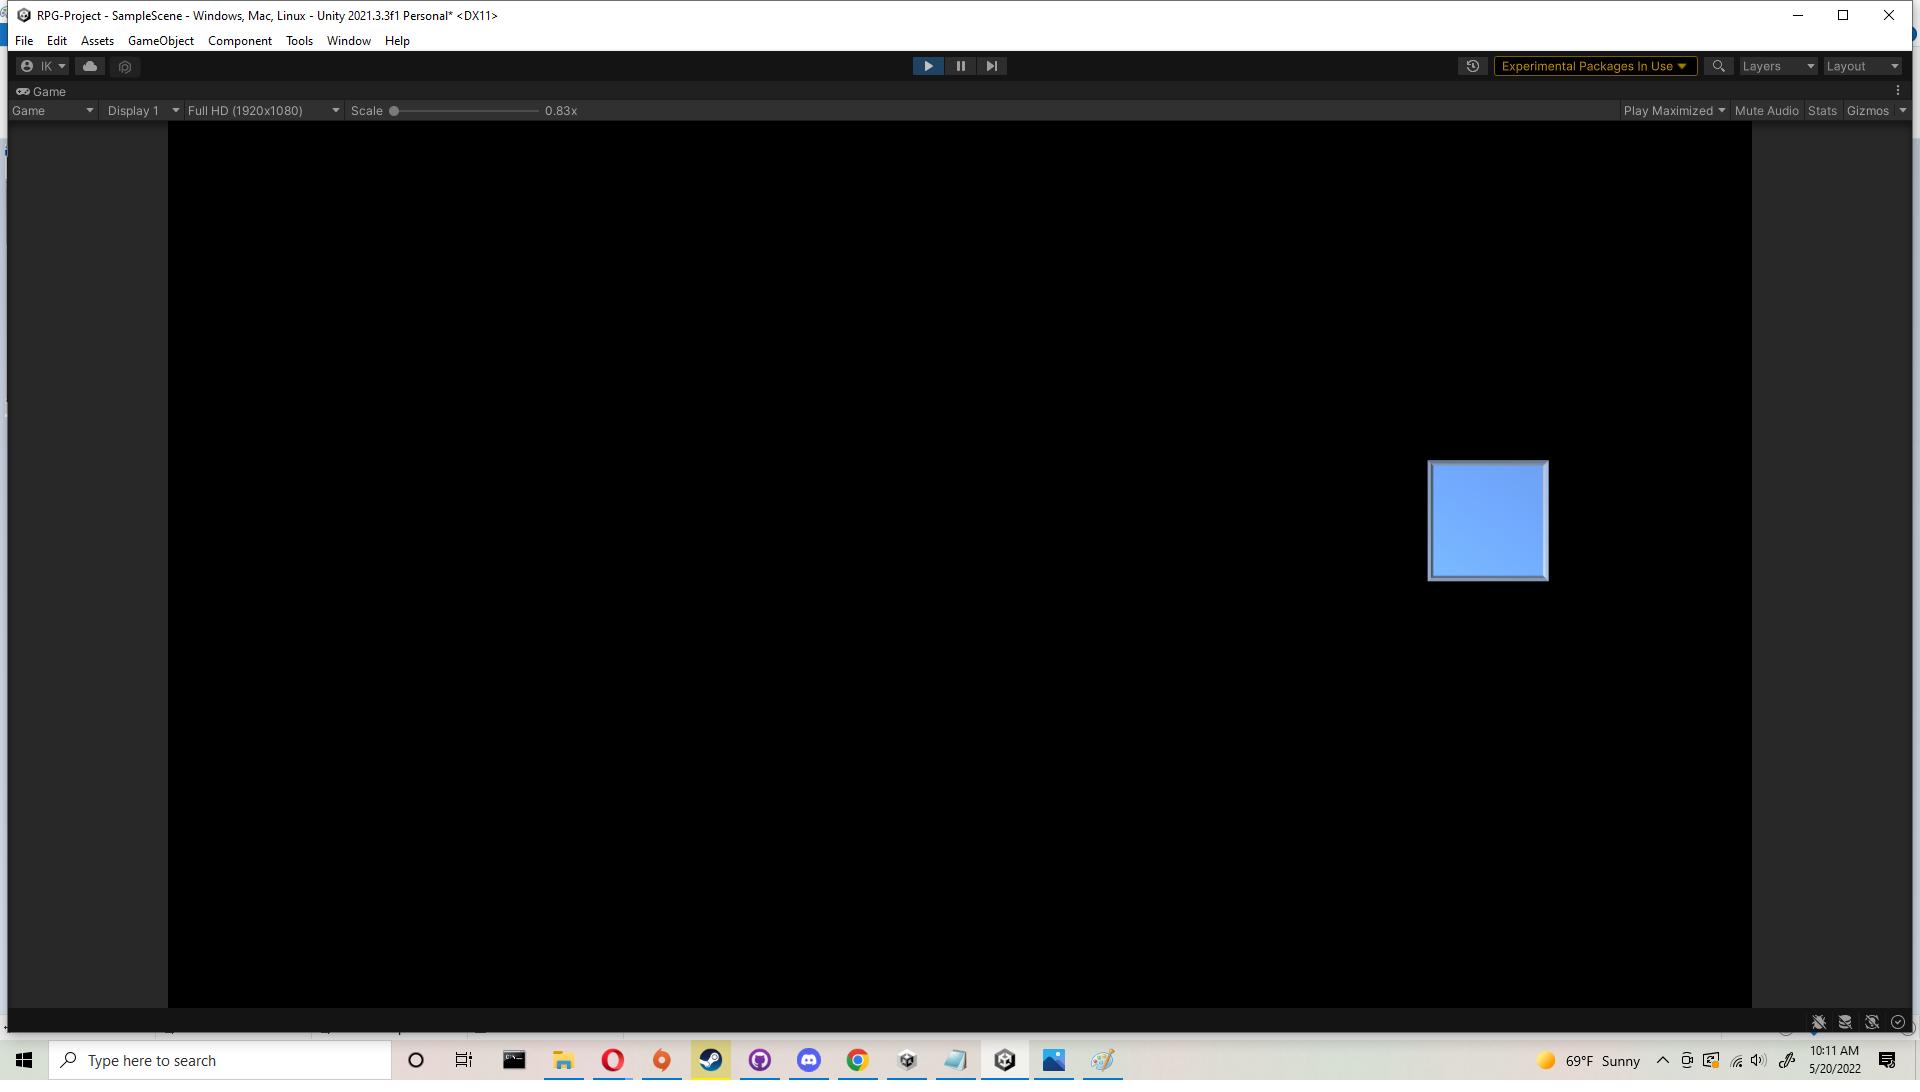 RPG-Project - SampleScene - Windows, Mac, Linux - Unity 2021.3.3f1 Personal* <DX11>
File Edit Assets GameObject Component Tools Window Help
IK Experimental Packages In Use Layers Layout
Game
Game Display 1 Full HD (1920x1080) Scale 0.83x Play Maximized Mute Audio Stats Gizmos
Type here to search 69°F Sunny 10:11 AM
5/20/2022